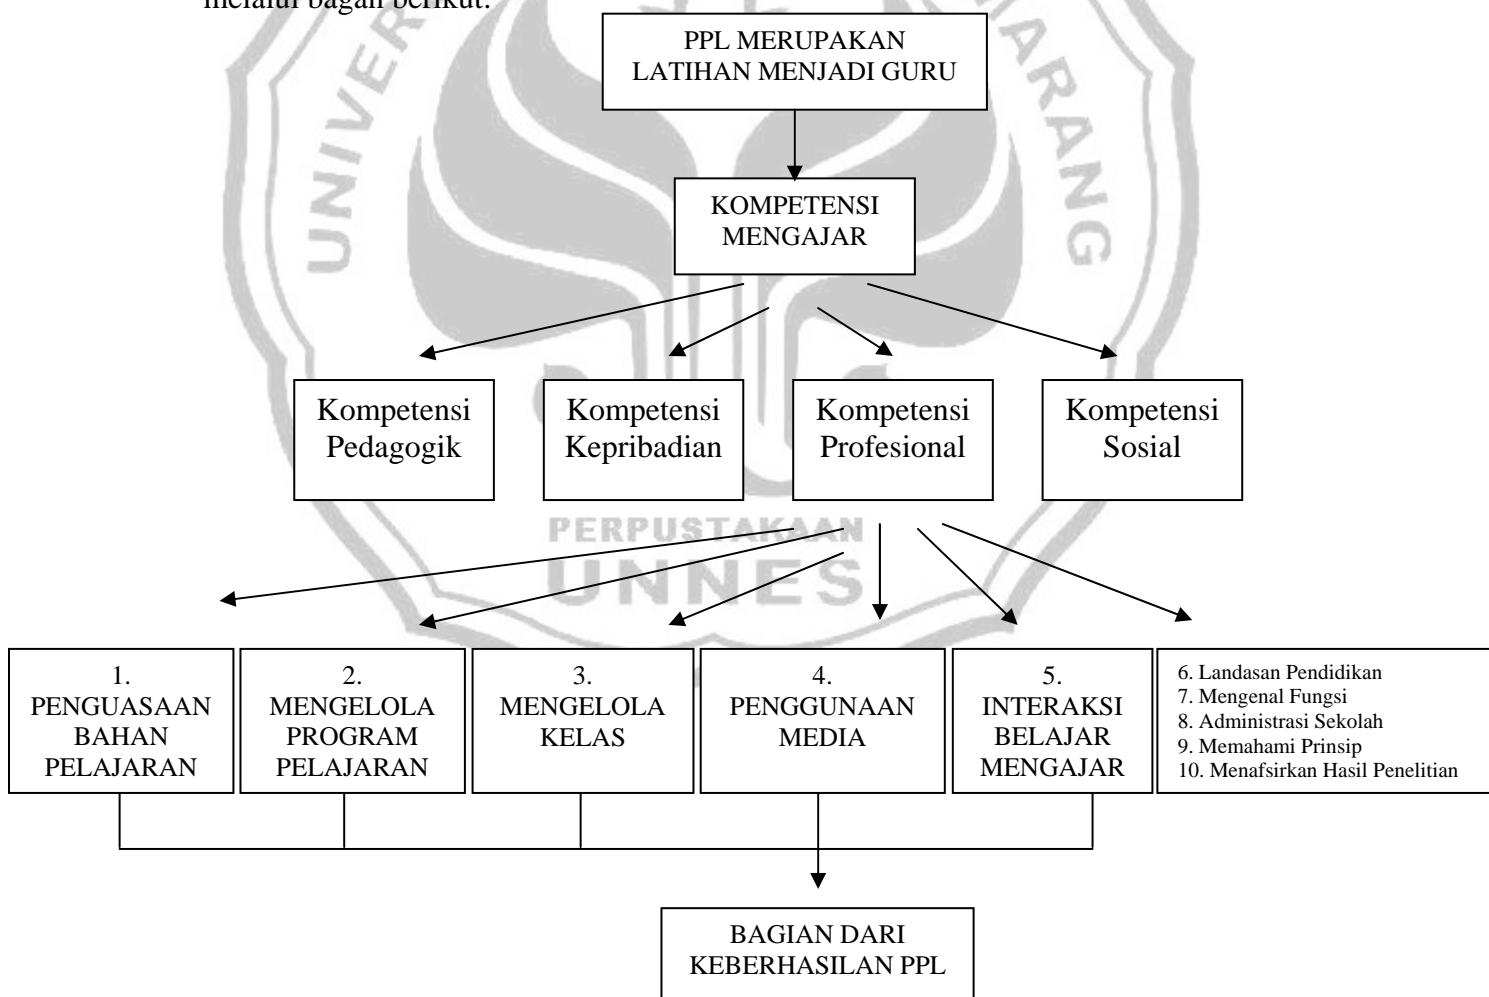 melalui bagan berikut.
PPL MERUPAKAN
LATIHAN MENJADI GURU
KOMPETENSI
MENGAJAR
Kompetensi
Pedagogik
Kompetensi
Kepribadian
Kompetensi
Profesional
Kompetensi
Sosial
PERPUSTAKAAN
UNNES
1.
PENGUASAAN
BAHAN
PELAJARAN
2.
MENGELOLA
PROGRAM
PELAJARAN
3.
MENGELOLA
KELAS
4.
PENGGUNAAN
MEDIA
5.
INTERAKSI
BELAJAR
MENGAJAR
6. Landasan Pendidikan
7. Mengenal Fungsi
8. Administrasi Sekolah
9. Memahami Prinsip
10. Menafsirkan Hasil Penelitian
BAGIAN DARI
KEBERHASILAN PPL